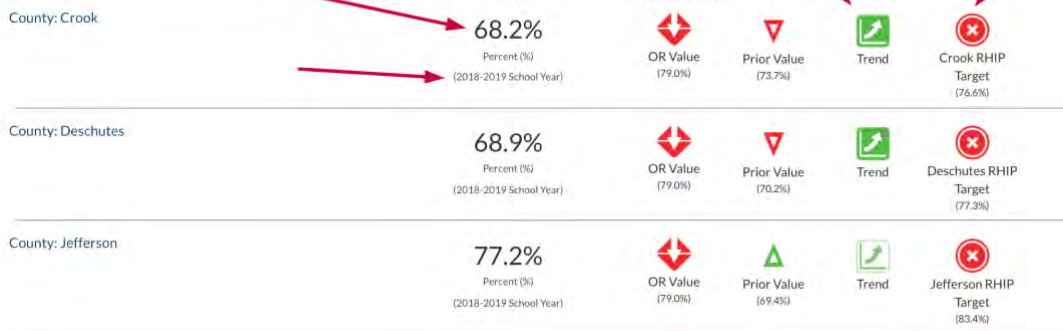 County: Crook
68.2%
Percent (%)
(2018-2019 School Year)
OR Value
(79.0%)
Prior Value
(73.7%)
Trend
Crook RHIP
Target
(76.6%)
County: Deschutes
68.9%
Percent (%)
(2018-2019 School Year)
OR Value
(79.0%)
Prior Value
(70.2%)
Trend
Deschutes RHIP
Target
(77.3%)
County: Jefferson
77.2%
Percent (%)
(2018-2019 School Year)
OR Value
(79.0%)
Prior Value
(69.4%)
Trend
Jefferson RHIP
Target
(83.4%)